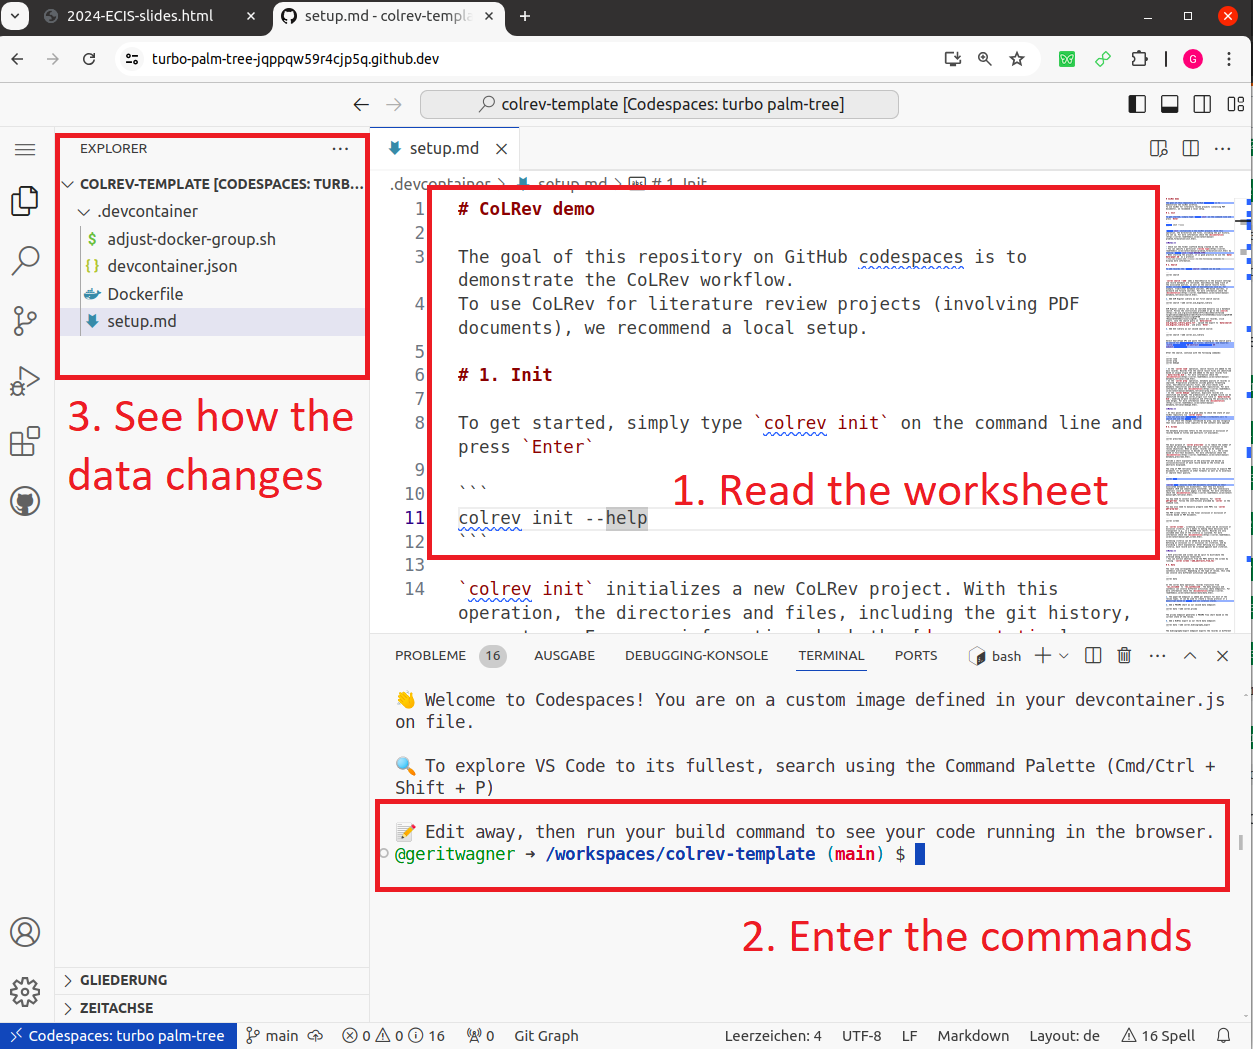 2024-ECIS-slides.html
setup.md - colrev-templa
turbo-palm-tree-jqppqw59r4cjp5q.github.dev
G
colrev-template [Codespaces: turbo palm-tree]
EXPLORER
COLREV-TEMPLATE [CODESPACES: TURB...
.devcontainer
$ adjust-docker-group.sh
{} devcontainer.json
Dockerfile
setup.md
3. See how the
data changes
GLIEDERUNG
ZEITACHSE
setup.md
.devcontainer > setup.md > abc # 1. Init
1 # CoLRev demo
2
3 The goal of this repository on GitHub codespaces is to
demonstrate the CoLRev workflow.
4 To use CoLRev for literature review projects (involving PDF
documents), we recommend a local setup.
5
6 # 1. Init
7
8 To get started, simply type `colrev init` on the command line and
press `Enter`
9
10 ```
11 colrev init --help
12 ```
13
14 `colrev init` initializes a new CoLRev project. With this
operation, the directories and files, including the git history,
1. Read the worksheet
PROBLEME 16 AUSGABE DEBUGGING-KONSOLE TERMINAL PORTS bash
👋 Welcome to Codespaces! You are on a custom image defined in your devcontainer.js
on file.
🔍 To explore VS Code to its fullest, search using the Command Palette (Cmd/Ctrl +
Shift + P)
📝 Edit away, then run your build command to see your code running in the browser.
@geritwagner → /workspaces/colrev-template (main) $
2. Enter the commands
Codespaces: turbo palm-tree main 0 0 16 0 Git Graph Leerzeichen: 4 UTF-8 LF Markdown Layout: de 16 Spell